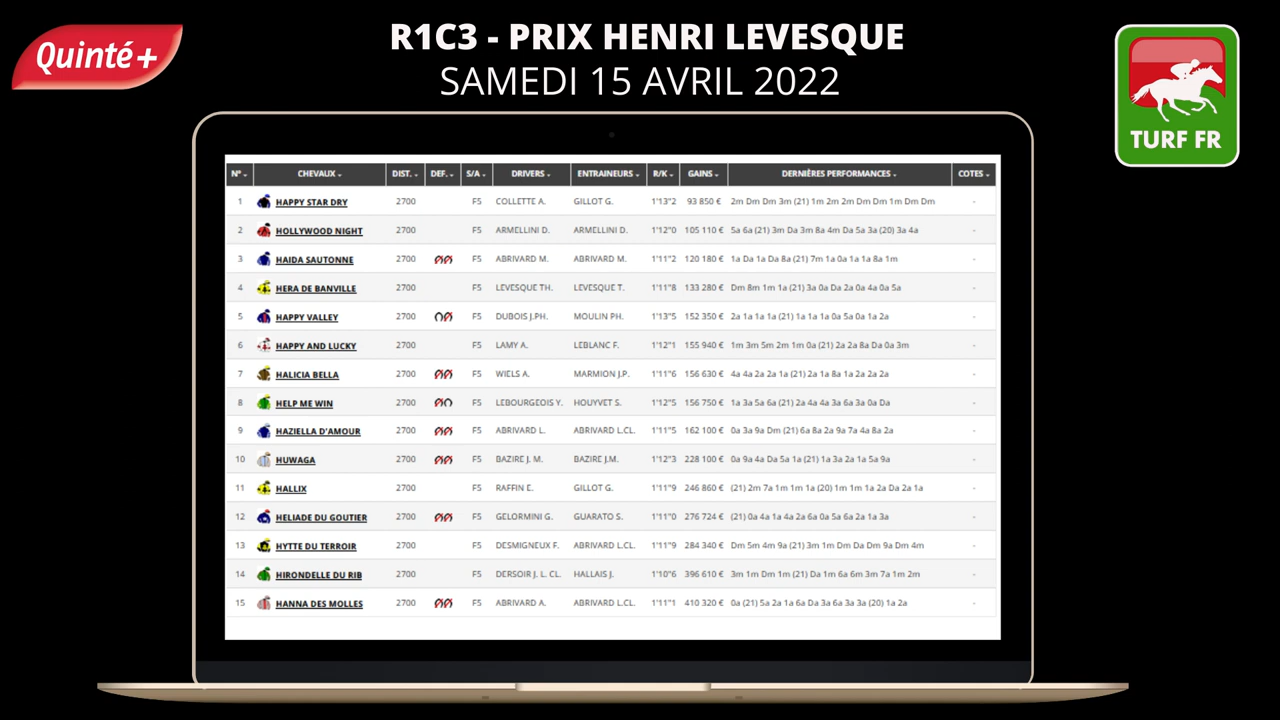 Quinté+
R1C3 - PRIX HENRI LEVESQUE
SAMEDI 15 AVRIL 2022
TURF FR
N° CHEVAUX DIST. DEF. S/A DRIVERS ENTRAINEURS R/K GAINS DERNIÈRES PERFORMANCES COTES
1 HAPPY STAR DRY 2700 F5 COLLETTE A. GILLOT G. 1'13"2 93 850 € 2m Dm Dm 3m (21) 1m 2m 2m Dm Dm 1m Dm Dm -
2 HOLLYWOOD NIGHT 2700 F5 ARMELLINI D. ARMELLINI D. 1'12"0 105 110 € 5a 6a (21) 3m Da 3m 8a 4m Da 5a 3a (20) 3a 4a -
3 HAIDA SAUTONNE 2700 F5 ABRIVARD M. ABRIVARD M. 1'11"2 120 180 € 1a Da 1a Da 8a (21) 7m 1a 0a 1a 1a 8a 1m -
4 HERA DE BANVILLE 2700 F5 LEVESQUE TH. LEVESQUE T. 1'11"8 133 280 € Dm 8m 1m 1a (21) 3a 0a Da 2a 0a 4a 0a 5a -
5 HAPPY VALLEY 2700 F5 DUBOIS J.PH. MOULIN PH. 1'13"5 152 350 € 2a 1a 1a 1a (21) 1a 1a 1a 0a 5a 0a 1a 2a -
6 HAPPY AND LUCKY 2700 F5 LAMY A. LEBLANC F. 1'12"1 155 940 € 1m 3m 5m 2m 1m 0a (21) 2a 2a 8a Da 0a 3m -
7 HALICIA BELLA 2700 F5 WIELS A. MARMION J.P. 1'11"6 156 630 € 4a 4a 2a 2a 1a (21) 2a 1a 8a 1a 2a 2a 2a -
8 HELP ME WIN 2700 F5 LEBOURGEOIS Y. HOUYVET S. 1'12"5 156 750 € 1a 3a 5a 6a (21) 2a 4a 4a 3a 6a 3a 0a Da -
9 HAZIELLA D'AMOUR 2700 F5 ABRIVARD L. ABRIVARD L.CL. 1'11"5 162 100 € 0a 3a 9a Dm (21) 6a 8a 2a 9a 7a 4a 8a 2a -
10 HUWAGA 2700 F5 BAZIRE J. M. BAZIRE J.M. 1'12"3 228 100 € 0a 9a 4a Da 5a 1a (21) 1a 3a 2a 1a 5a 9a -
11 HALLIX 2700 F5 RAFFIN E. GILLOT G. 1'11"9 246 860 € (21) 2m 7a 1m 1m 1a (20) 1m 1m 1a 2a Da 2a 1a -
12 HELIADE DU GOUTIER 2700 F5 GELORMINI G. GUARATO S. 1'11"0 276 724 € (21) 0a 4a 1a 4a 2a 6a 0a 5a 6a 2a 1a 3a -
13 HYTTE DU TERROIR 2700 F5 DESMIGNEUX F. ABRIVARD L.CL. 1'11"9 284 340 € Dm 5m 4m 9a (21) 3m 1m Dm Da Dm 9a Dm 4m -
14 HIRONDELLE DU RIB 2700 F5 DERSOIR J. L. CL. HALLAIS J. 1'10"6 396 610 € 3m 1m Dm 1m (21) Da 1m 6a 6m 3m 7a 1m 2m -
15 HANNA DES MOLLES 2700 F5 ABRIVARD A. ABRIVARD L.CL. 1'11"1 410 320 € 0a (21) 5a 2a 1a 6a Da 3a 6a 3a 3a (20) 1a 2a -